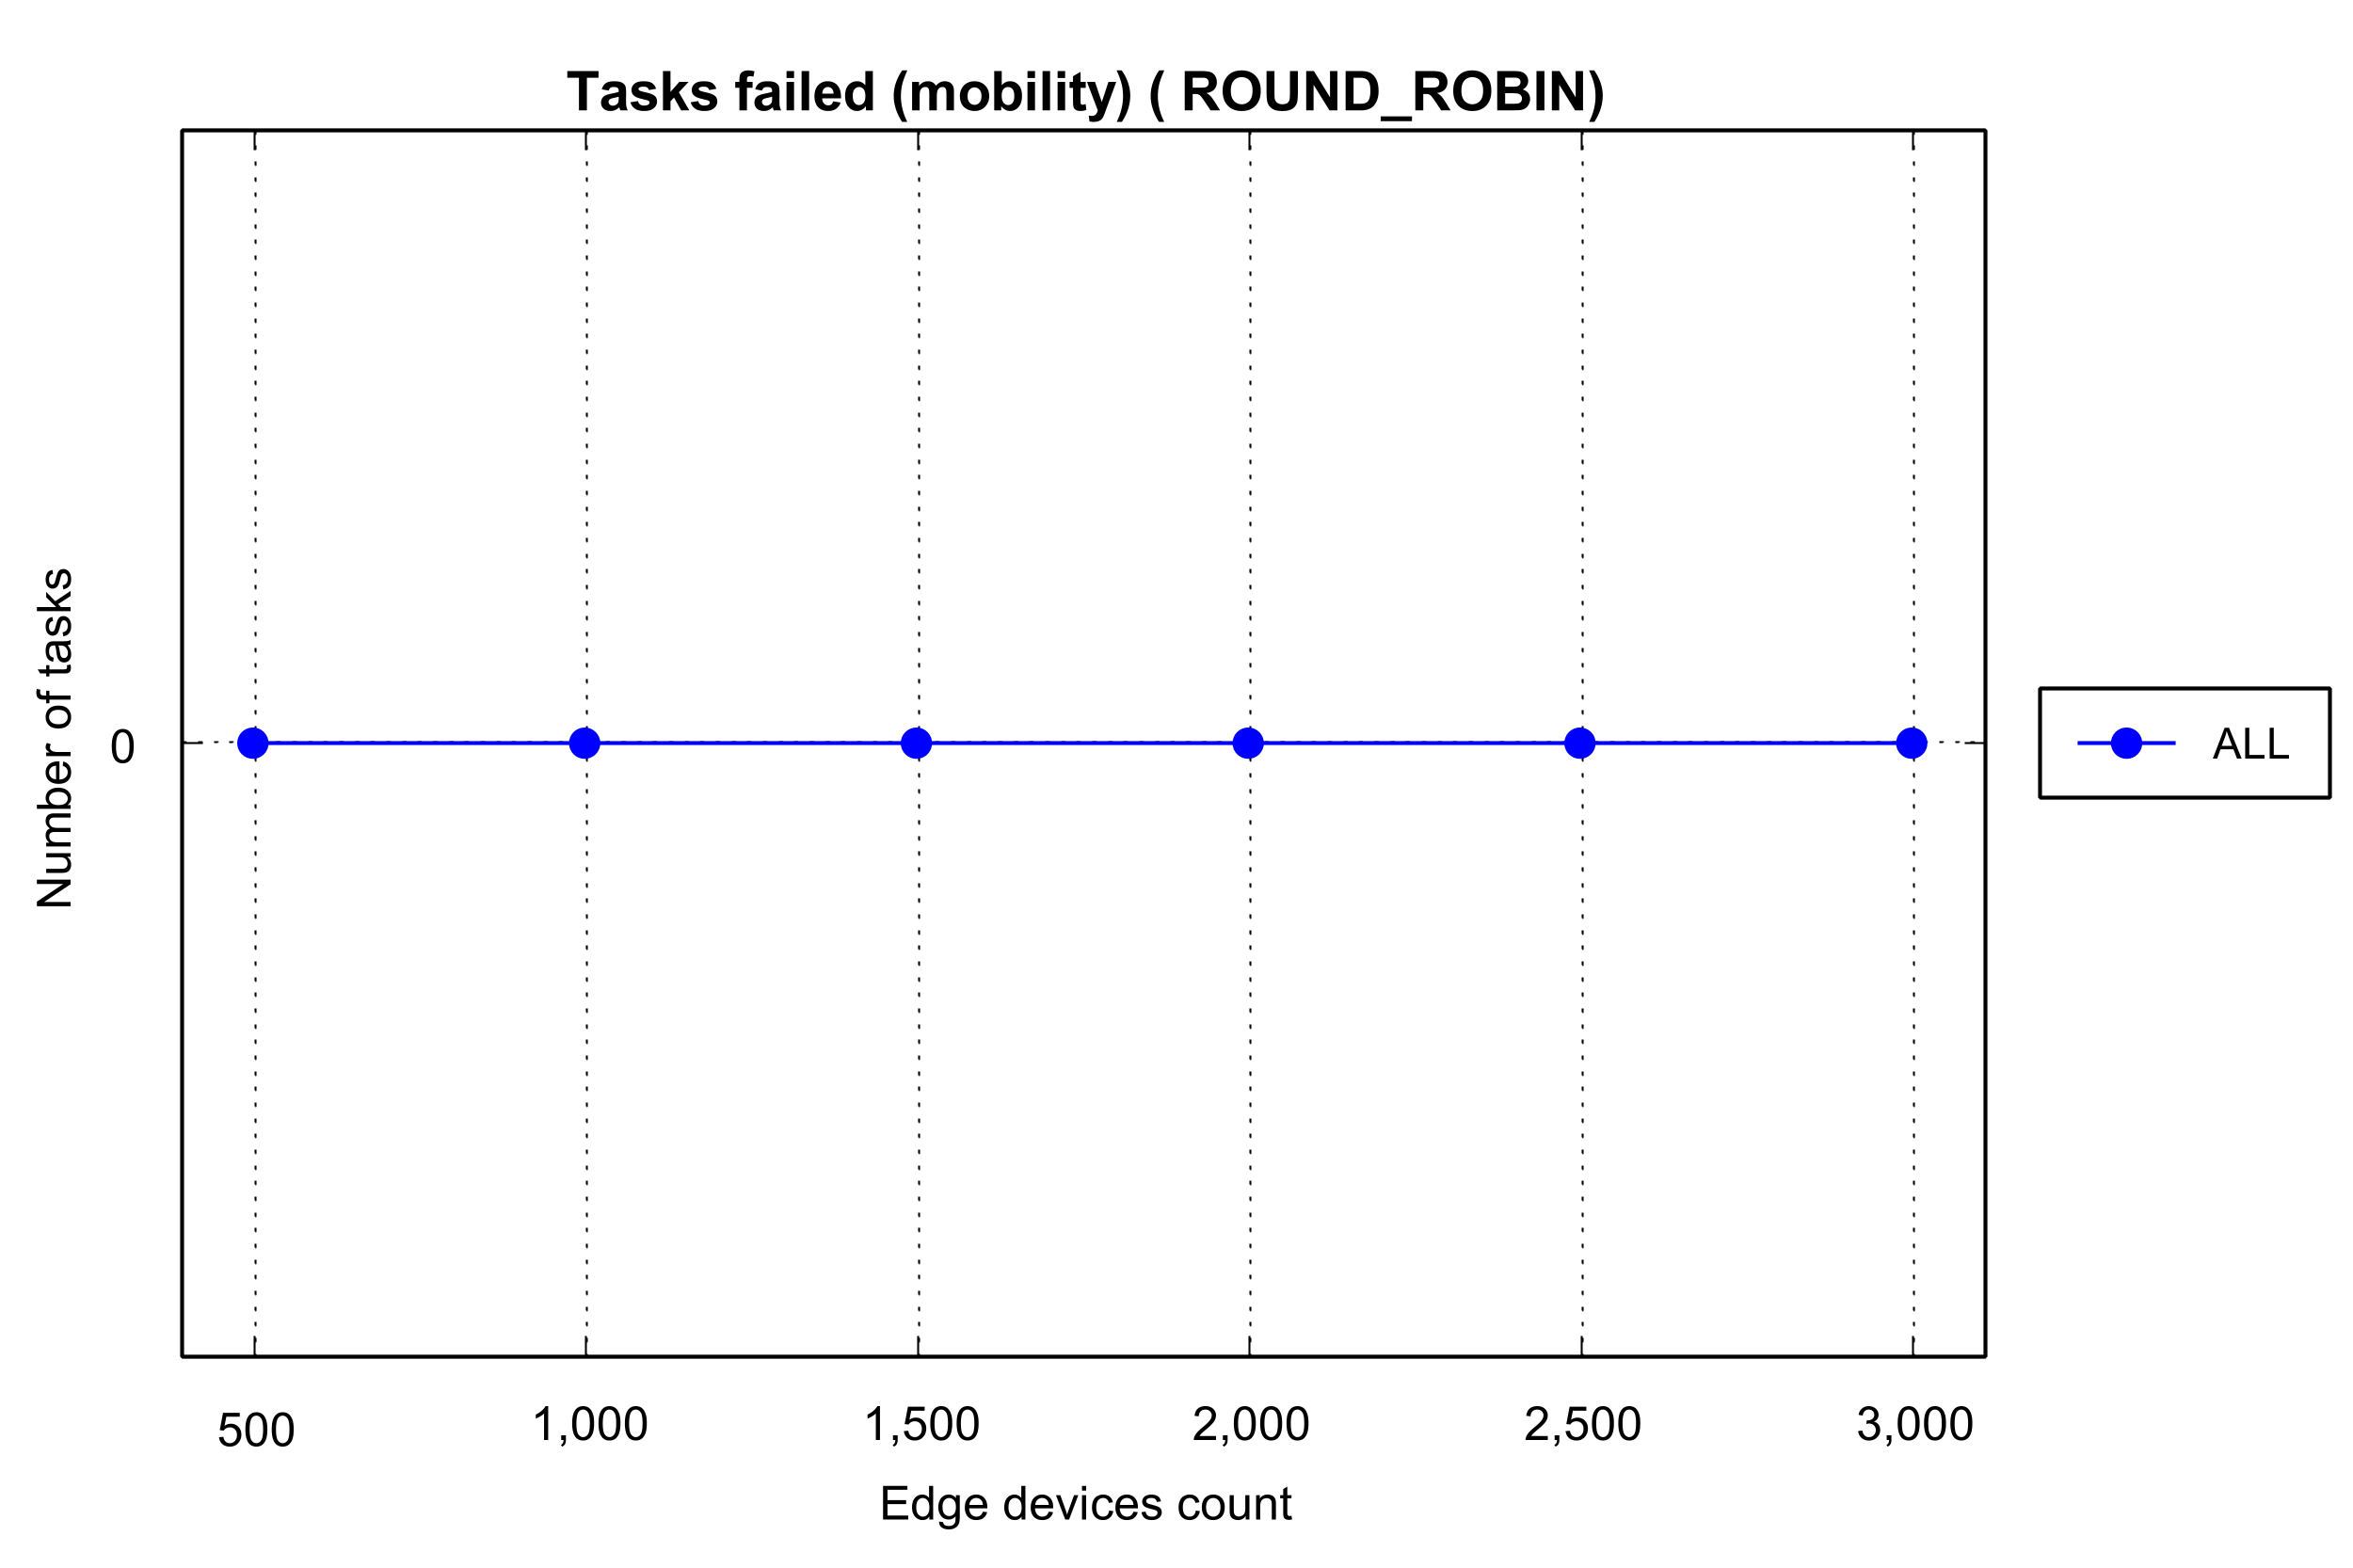 Tasks failed (mobility) ( ROUND_ROBIN)
Number of tasks
0
ALL
500 1,000 1,500 2,000 2,500 3,000
Edge devices count